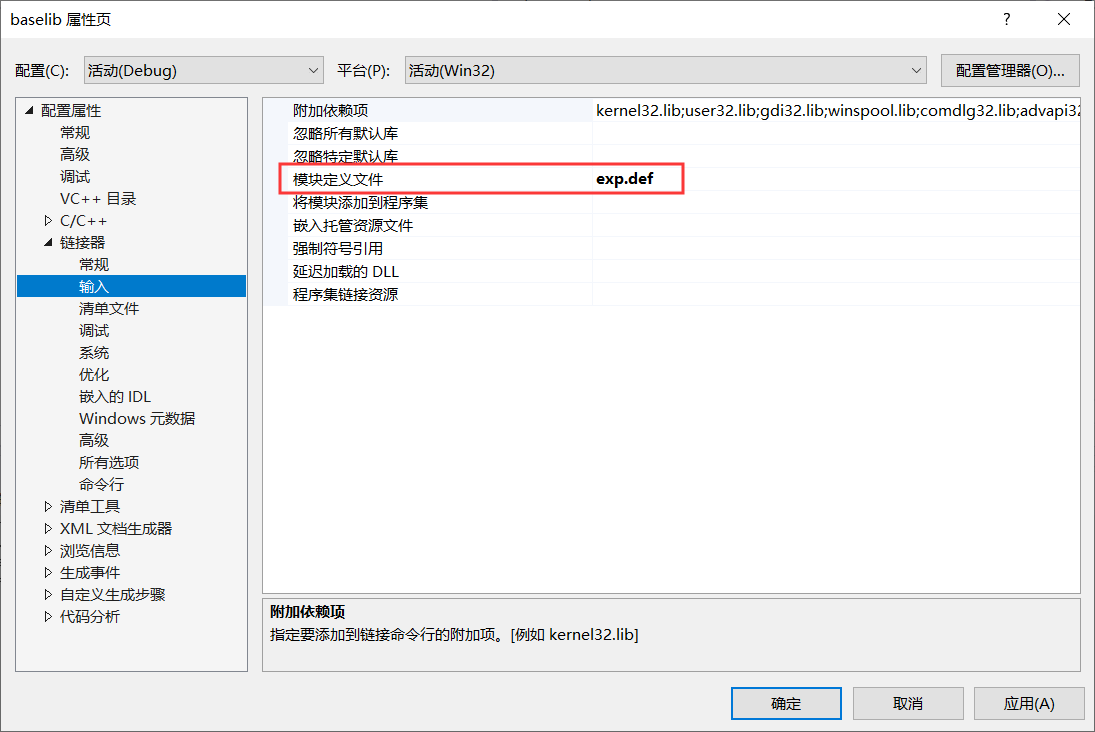 baselib 属性页
配置(C): 活动(Debug) 平台(P): 活动(Win32) 配置管理器(O)...
配置属性
常规
高级
调试
VC++ 目录
C/C++
链接器
常规
输入
清单文件
调试
系统
优化
嵌入的 IDL
Windows 元数据
高级
所有选项
命令行
清单工具
XML 文档生成器
浏览信息
生成事件
自定义生成步骤
代码分析
附加依赖项 kernel32.lib;user32.lib;gdi32.lib;winspool.lib;comdlg32.lib;advapi32
忽略所有默认库
忽略特定默认库
模块定义文件 exp.def
将模块添加到程序集
嵌入托管资源文件
强制符号引用
延迟加载的 DLL
程序集链接资源
附加依赖项
指定要添加到链接命令行的附加项。[例如 kernel32.lib]
确定 取消 应用(A)